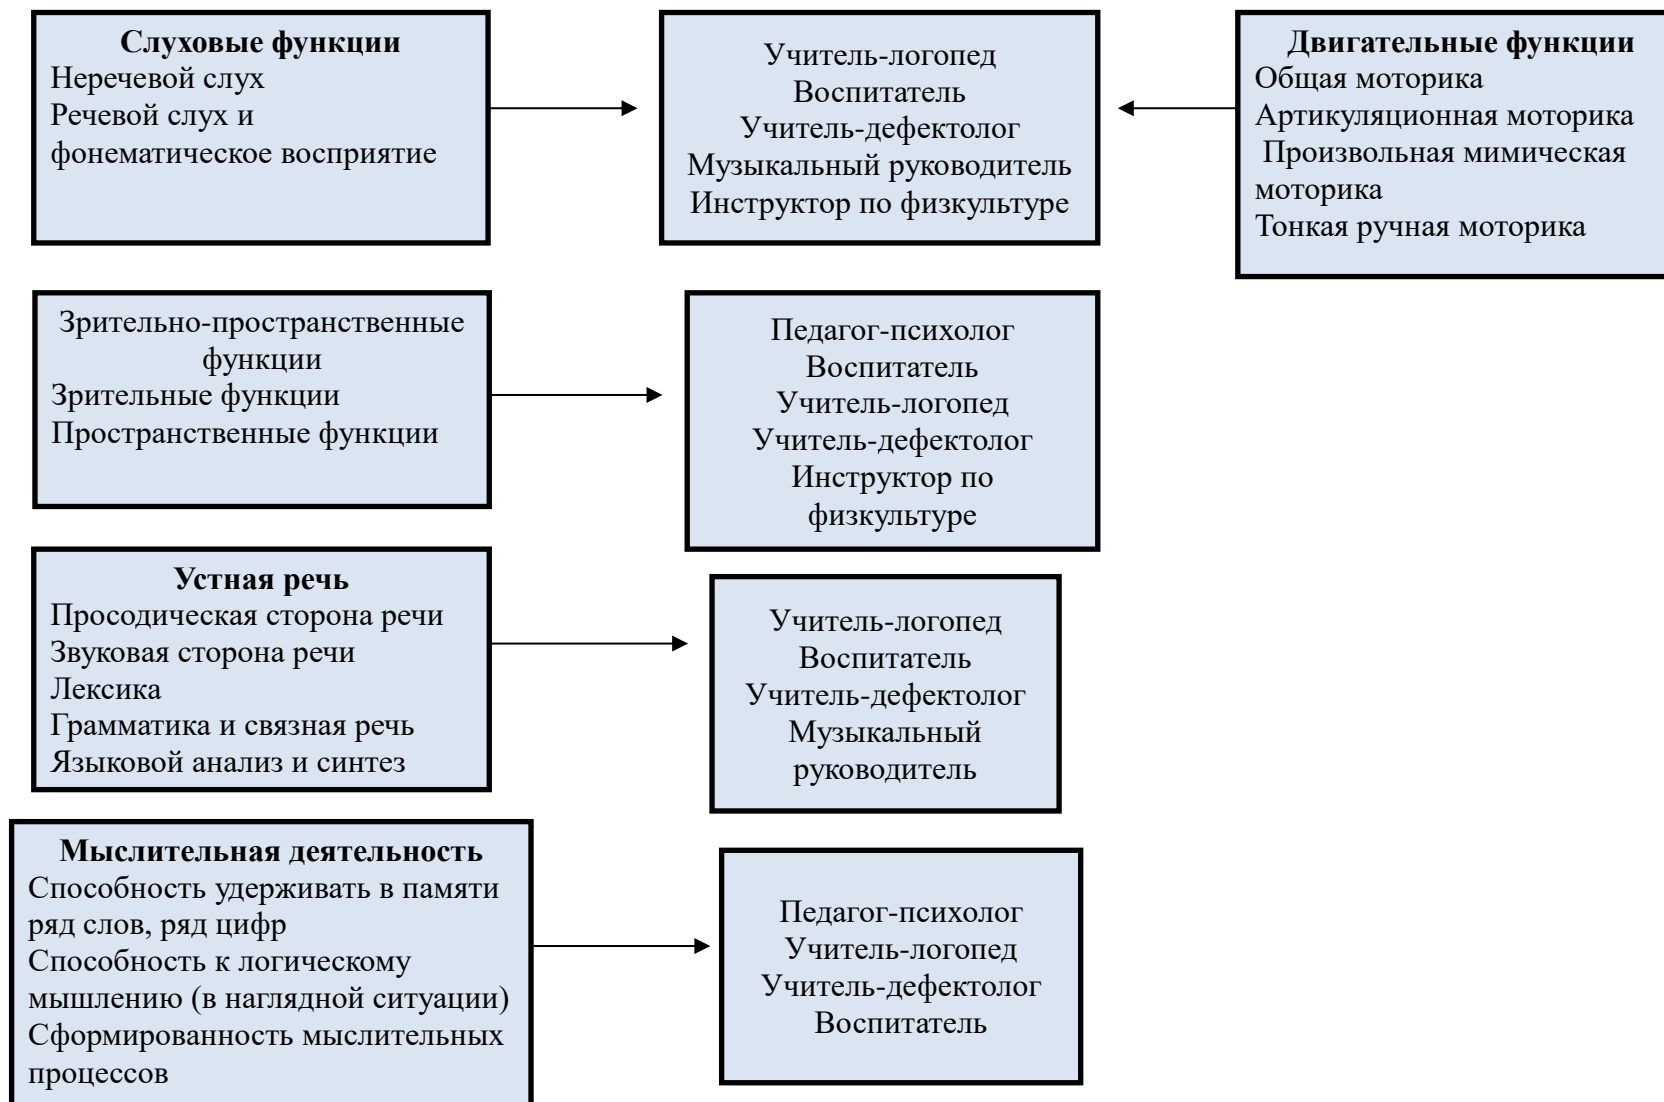 Слуховые функции
Неречевой слух
Речевой слух и
фонематическое восприятие
Учитель-логопед
Воспитатель
Учитель-дефектолог
Музыкальный руководитель
Инструктор по физкультуре
Двигательные функции
Общая моторика
Артикуляционная моторика
Произвольная мимическая
моторика
Тонкая ручная моторика
Зрительно-пространственные
функции
Зрительные функции
Пространственные функции
Педагог-психолог
Воспитатель
Учитель-логопед
Учитель-дефектолог
Инструктор по
физкультуре
Устная речь
Просодическая сторона речи
Звуковая сторона речи
Лексика
Грамматика и связная речь
Языковой анализ и синтез
Учитель-логопед
Воспитатель
Учитель-дефектолог
Музыкальный
руководитель
Мыслительная деятельность
Способность удерживать в памяти
ряд слов, ряд цифр
Способность к логическому
мышлению (в наглядной ситуации)
Сформированность мыслительных
процессов
Педагог-психолог
Учитель-логопед
Учитель-дефектолог
Воспитатель